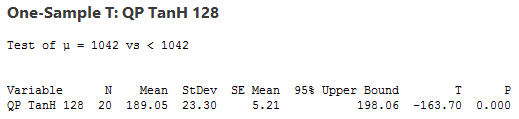 One-Sample T: QP TanH 128
Test of μ = 1042 vs < 1042
Variable N Mean StDev SE Mean 95% Upper Bound T P
QP TanH 128 20 189.05 23.30 5.21 198.06 -163.70 0.000